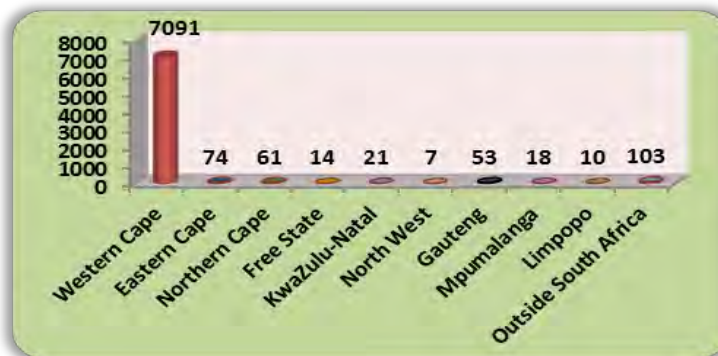 7091
8000
7000
6000
5000
4000
3000
2000
1000
0
74 61 14 21 7 53 18 10 103
Western Cape
Eastern Cape
Northern Cape
Free State
KwaZulu-Natal
North West
Gauteng
Mpumalanga
Limpopo
Outside South Africa